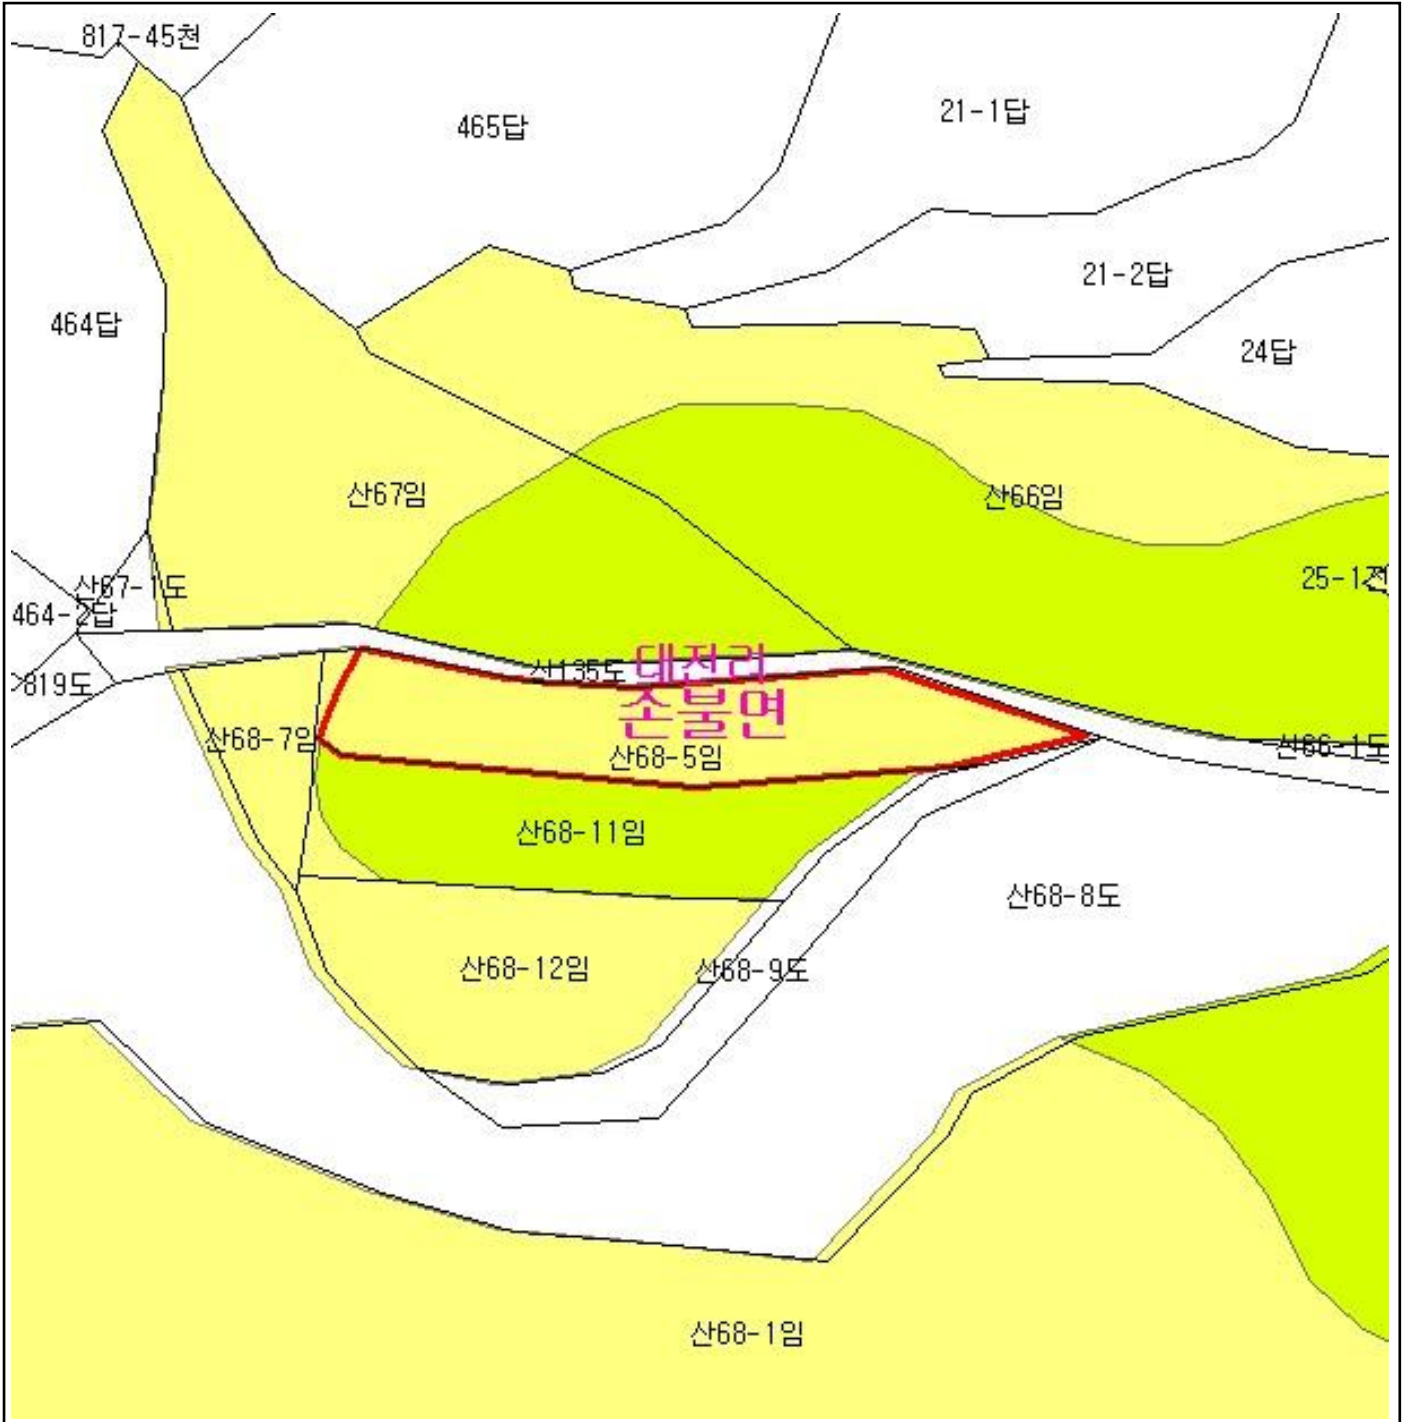 817-45천
465답
21-1답
21-2답
464답
24답
산67임
산66임
25-1전
산67-1도
464-2답
대전리
산135도
819도
손불면
산68-7임
산66-1도
산68-5임
산68-11임
산68-8도
산68-12임
산68-9도
산68-1임